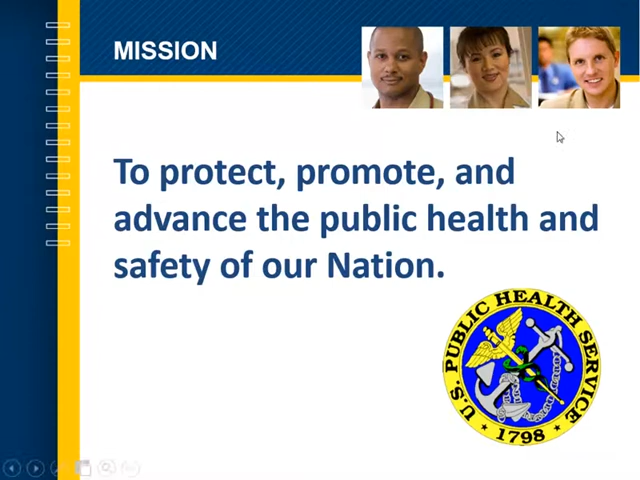 MISSION
To protect, promote, and
advance the public health and
safety of our Nation.
U.S. PUBLIC HEALTH SERVICE
1798